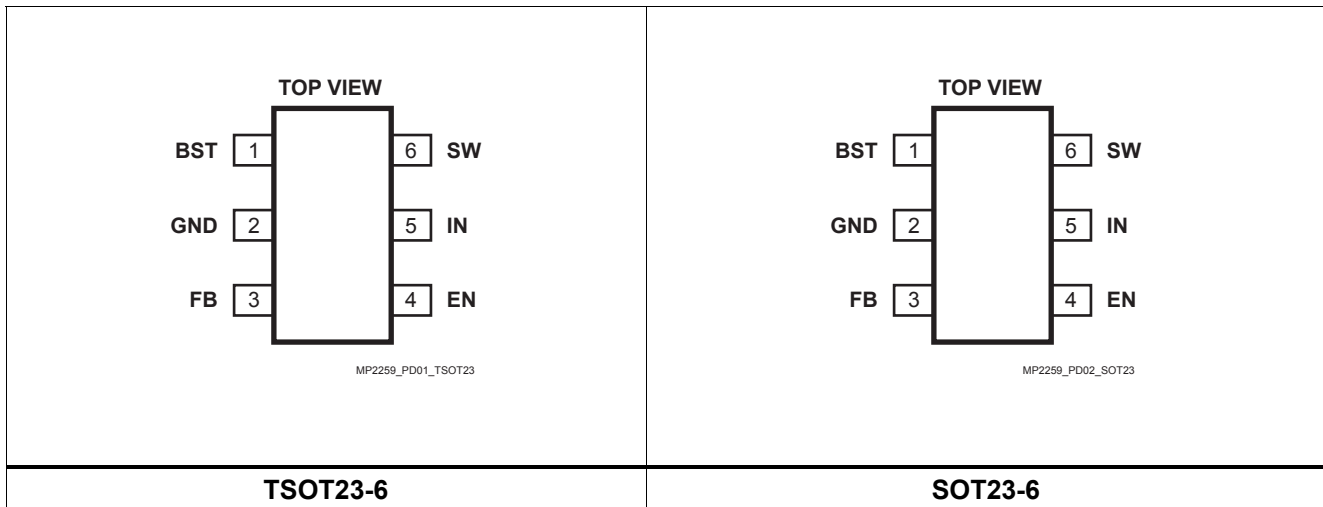 TOP VIEW
BST 1 6 SW
GND 2 5 IN
FB 3 4 EN
MP2259_PD01_TSOT23
TSOT23-6
TOP VIEW
BST 1 6 SW
GND 2 5 IN
FB 3 4 EN
MP2259_PD02_SOT23
SOT23-6